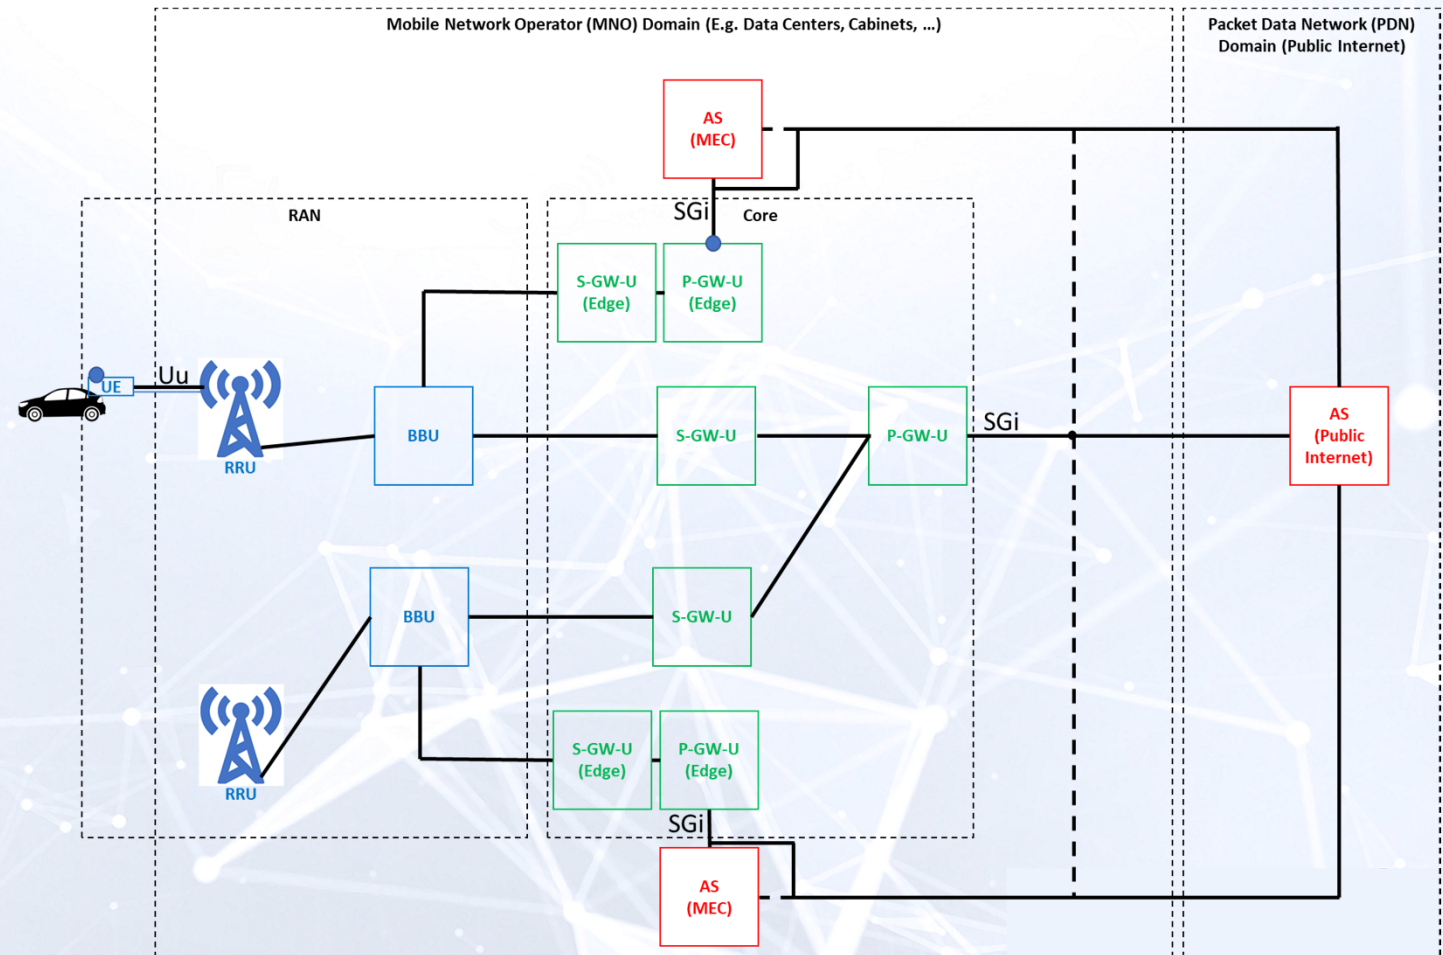 Mobile Network Operator (MNO) Domain (E.g. Data Centers, Cabinets, ...)
Packet Data Network (PDN)
Domain (Public Internet)
AS
(MEC)
RAN
SGi
Core
S-GW-U
(Edge)
P-GW-U
(Edge)
UE
Uu
RRU
BBU
S-GW-U
P-GW-U
SGi
AS
(Public
Internet)
BBU
S-GW-U
RRU
S-GW-U
(Edge)
P-GW-U
(Edge)
SGi
AS
(MEC)